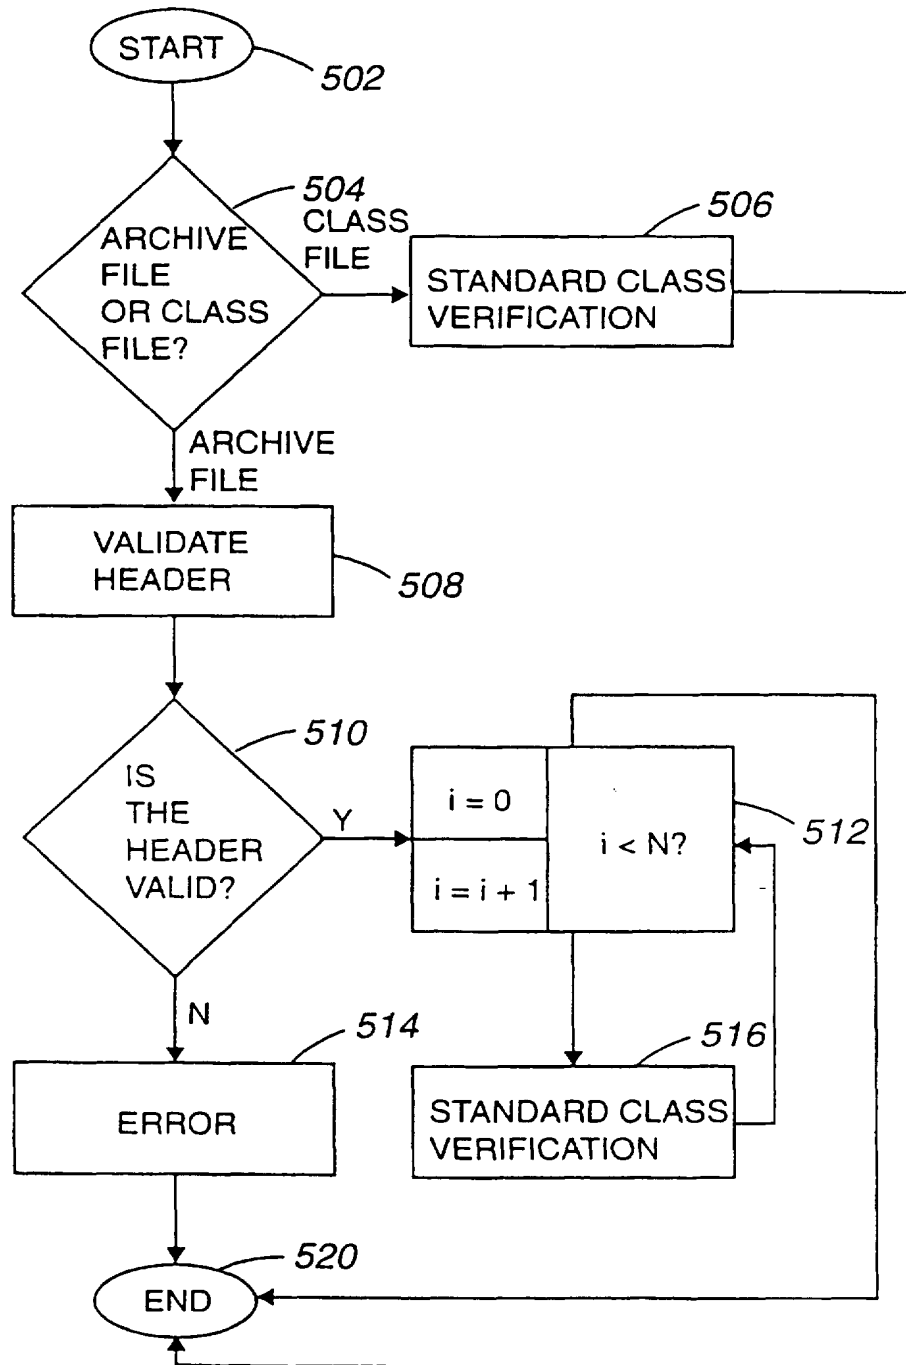 START
502
504
ARCHIVE
FILE
OR CLASS
FILE?
CLASS
FILE
506
STANDARD CLASS
VERIFICATION
ARCHIVE
FILE
VALIDATE
HEADER
508
510
IS
THE
HEADER
VALID?
Y
i = 0
i = i + 1
i < N?
512
N
514
ERROR
516
STANDARD CLASS
VERIFICATION
520
END